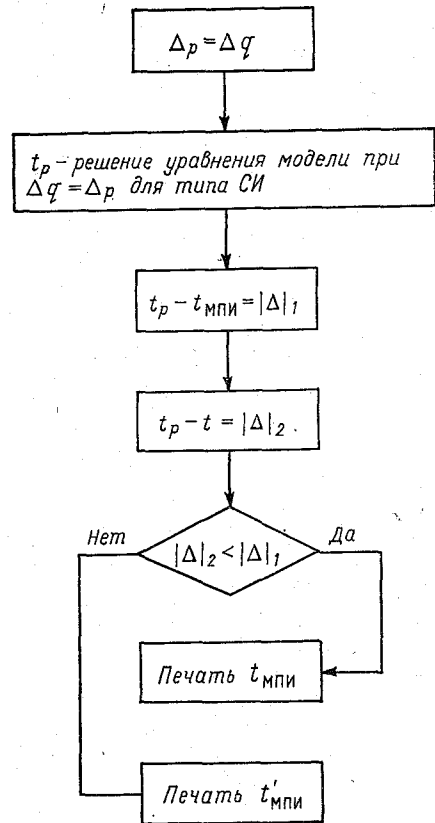 Δp = Δq
tp – решение уравнения модели при
Δq = Δp для типа СИ
tp – tМПИ = |Δ|1
tp – t = |Δ|2 .
Нет
Да
|Δ|2 < |Δ|1
Печать tМПИ
Печать t'МПИ